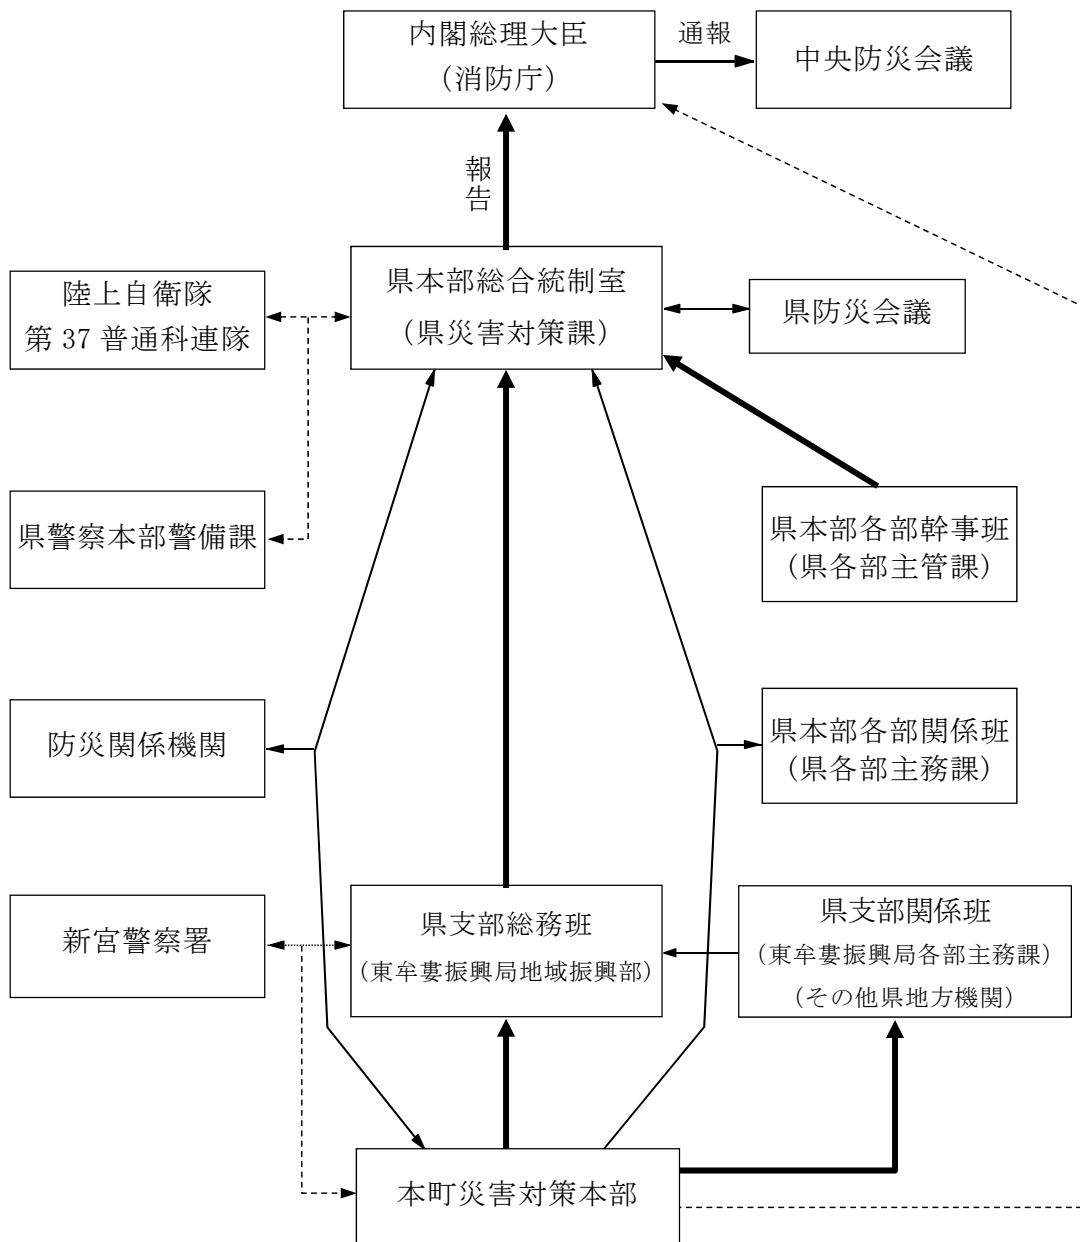 内閣総理大臣
（消防庁）
通報
中央防災会議
報告
県本部総合統制室
（県災害対策課）
陸上自衛隊
第 37 普通科連隊
県防災会議
県警察本部警備課
県本部各部幹事班
（県各部主管課）
防災関係機関
県本部各部関係班
（県各部主務課）
新宮警察署
県支部総務班
（東牟婁振興局地域振興部）
県支部関係班
（東牟婁振興局各部主務課）
（その他県地方機関）
本町災害対策本部